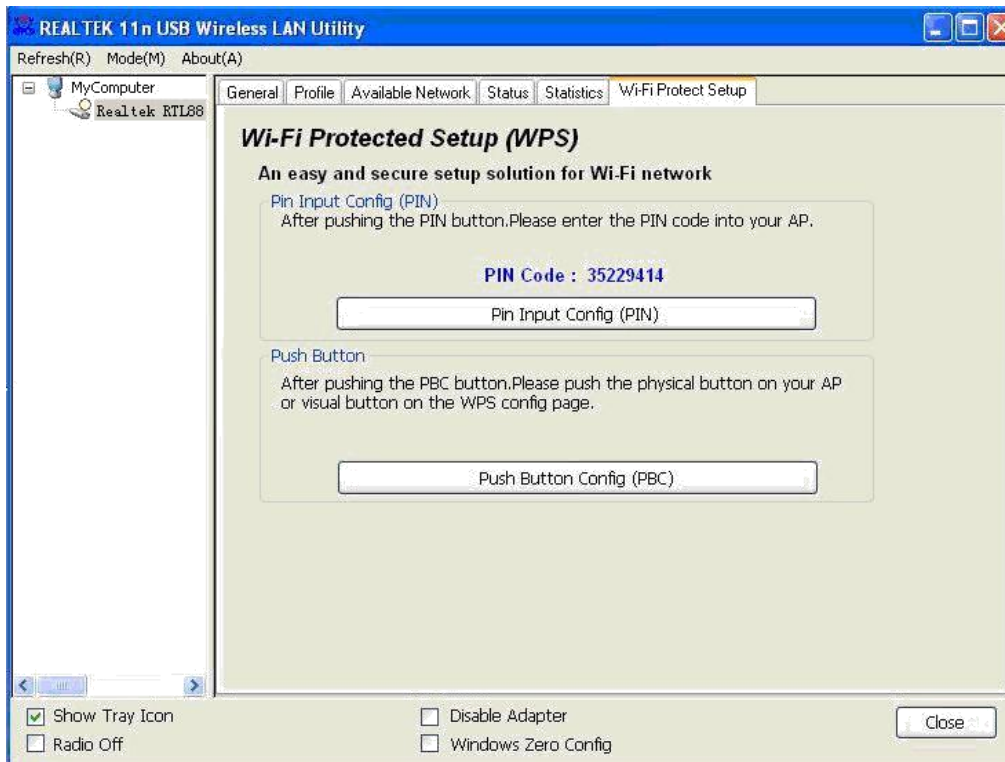 REALTEK 11n USB Wireless LAN Utility
Refresh(R) Mode(M) About(A)
MyComputer
Realtek RTL88
General Profile Available Network Status Statistics Wi-Fi Protect Setup
Wi-Fi Protected Setup (WPS)
An easy and secure setup solution for Wi-Fi network
Pin Input Config (PIN)
After pushing the PIN button.Please enter the PIN code into your AP.
PIN Code : 35229414
Pin Input Config (PIN)
Push Button
After pushing the PBC button.Please push the physical button on your AP
or visual button on the WPS config page.
Push Button Config (PBC)
Show Tray Icon
Radio Off
Disable Adapter
Windows Zero Config
Close